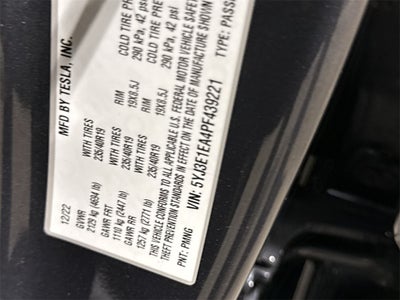 MFD BY TESLA, INC.
12/22
GVWR
2129 kg (4694 lb)
GAWR FRT
1110 kg (2447 lb) WITH TIRES 235/40R19 RIM 19X8.5J COLD TIRE PRE 290 kPa, 42 psi
GAWR RR
1257 kg (2771 lb) WITH TIRES 235/40R19 RIM 19X8.5J COLD TIRE PRE 290 kPa, 42 psi
THIS VEHICLE CONFORMS TO ALL APPLICABLE U.S. FEDERAL MOTOR VEHICLE SAFETY
THEFT PREVENTION STANDARDS IN EFFECT ON THE DATE OF MANUFACTURE SHOWN
VIN: 5YJ3E1EA4PF439221 TYPE: PASS
PNT: PMNG